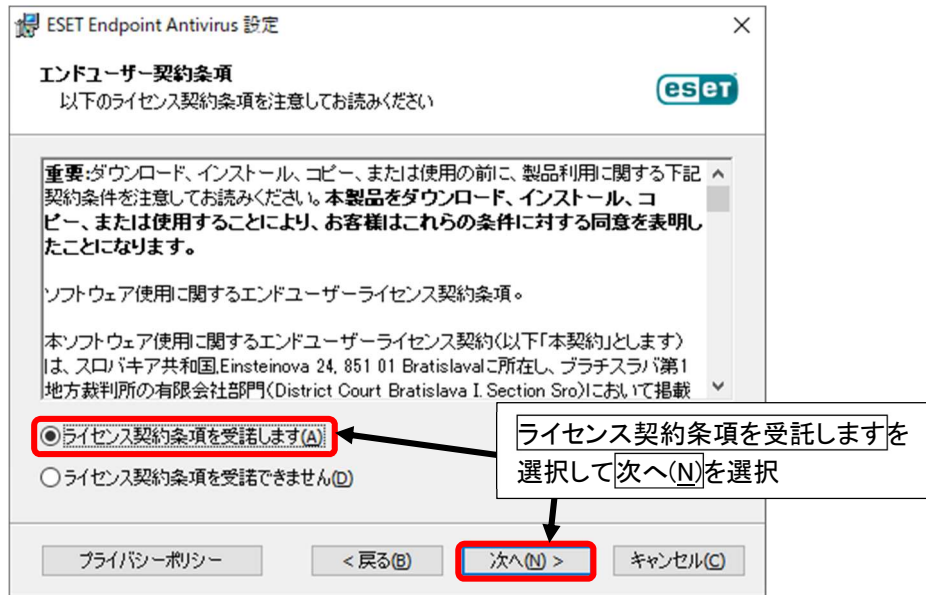 ESET Endpoint Antivirus 設定
エンドユーザー契約条項
以下のライセンス契約条項を注意してお読みください
eset
重要:ダウンロード、インストール、コピー、または使用の前に、製品利用に関する下記
契約条件を注意してお読みください。本製品をダウンロード、インストール、コ
ピー、または使用することにより、お客様はこれらの条件に対する同意を表明し
たことになります。
ソフトウェア使用に関するエンドユーザーライセンス契約条項。
本ソフトウェア使用に関するエンドユーザーライセンス契約(以下「本契約」とします)
は、スロバキア共和国,Einsteinova 24, 851 01 Bratislavaに所在し、ブラチスラバ第1
地方裁判所の有限会社部門(District Court Bratislava I. Section Sro)において掲載
ライセンス契約条項を受諾します(A)
ライセンス契約条項を受託しますを
選択して次へ(N)を選択
ライセンス契約条項を受諾できません(D)
プライバシーポリシー
< 戻る(B)
次へ(N) >
キャンセル(C)